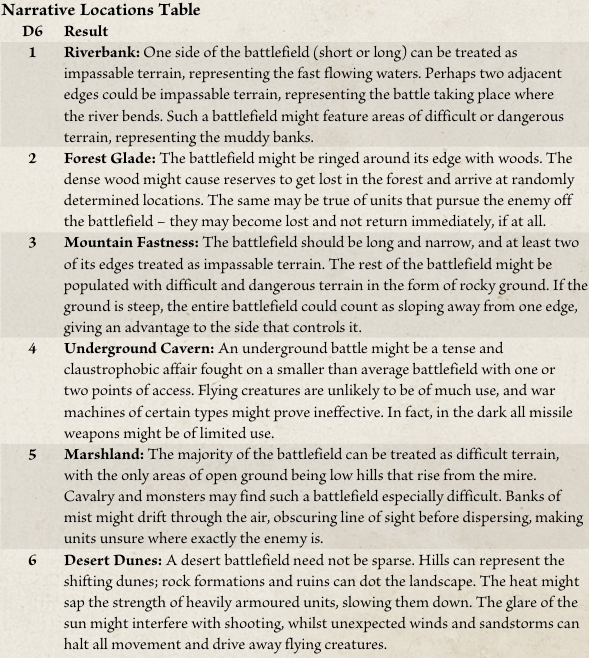 Narrative Locations Table
D6 Result
1 Riverbank: One side of the battlefield (short or long) can be treated as
impassable terrain, representing the fast flowing waters. Perhaps two adjacent
edges could be impassable terrain, representing the battle taking place where
the river bends. Such a battlefield might feature areas of difficult or dangerous
terrain, representing the muddy banks.
2 Forest Glade: The battlefield might be ringed around its edge with woods. The
dense wood might cause reserves to get lost in the forest and arrive at randomly
determined locations. The same may be true of units that pursue the enemy off
the battlefield – they may become lost and not return immediately, if at all.
3 Mountain Fastness: The battlefield should be long and narrow, and at least two
of its edges treated as impassable terrain. The rest of the battlefield might be
populated with difficult and dangerous terrain in the form of rocky ground. If the
ground is steep, the entire battlefield could count as sloping away from one edge,
giving an advantage to the side that controls it.
4 Underground Cavern: An underground battle might be a tense and
claustrophobic affair fought on a smaller than average battlefield with one or
two points of access. Flying creatures are unlikely to be of much use, and war
machines of certain types might prove ineffective. In fact, in the dark all missile
weapons might be of limited use.
5 Marshland: The majority of the battlefield can be treated as difficult terrain,
with the only areas of open ground being low hills that rise from the mire.
Cavalry and monsters may find such a battlefield especially difficult. Banks of
mist might drift through the air, obscuring line of sight before dispersing, making
units unsure where exactly the enemy is.
6 Desert Dunes: A desert battlefield need not be sparse. Hills can represent the
shifting dunes; rock formations and ruins can dot the landscape. The heat might
sap the strength of heavily armoured units, slowing them down. The glare of the
sun might interfere with shooting, whilst unexpected winds and sandstorms can
halt all movement and drive away flying creatures.